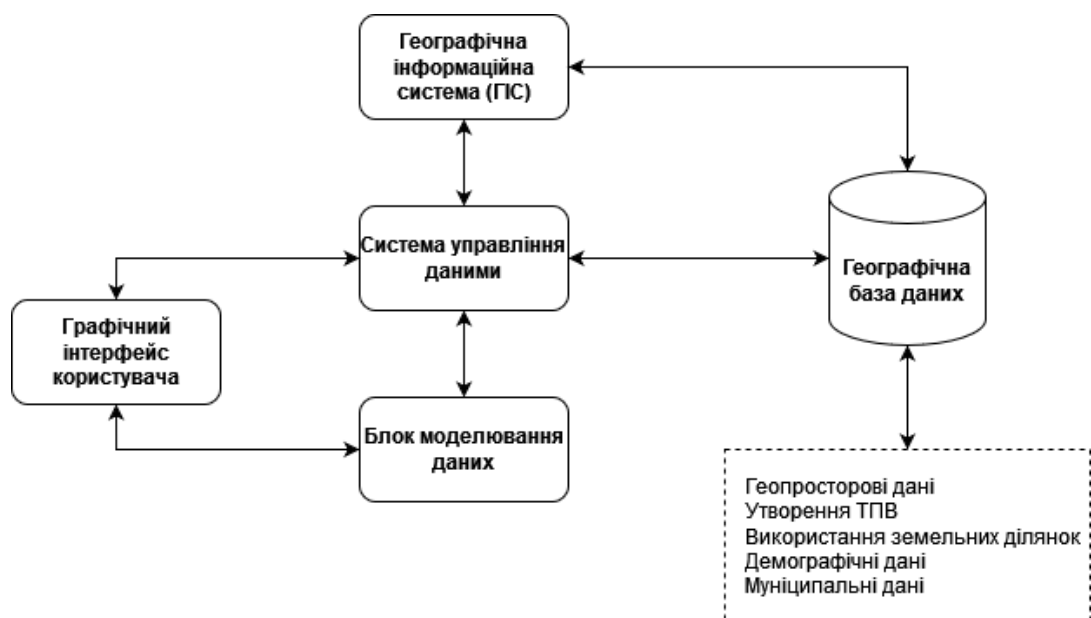 Географічна
інформаційна
система (ГІС)
Система управління
даними
Географічна
база даних
Графічний
інтерфейс
користувача
Блок моделювання
даних
Геопросторові дані
Утворення ТПВ
Використання земельних ділянок
Демографічні дані
Муніципальні дані